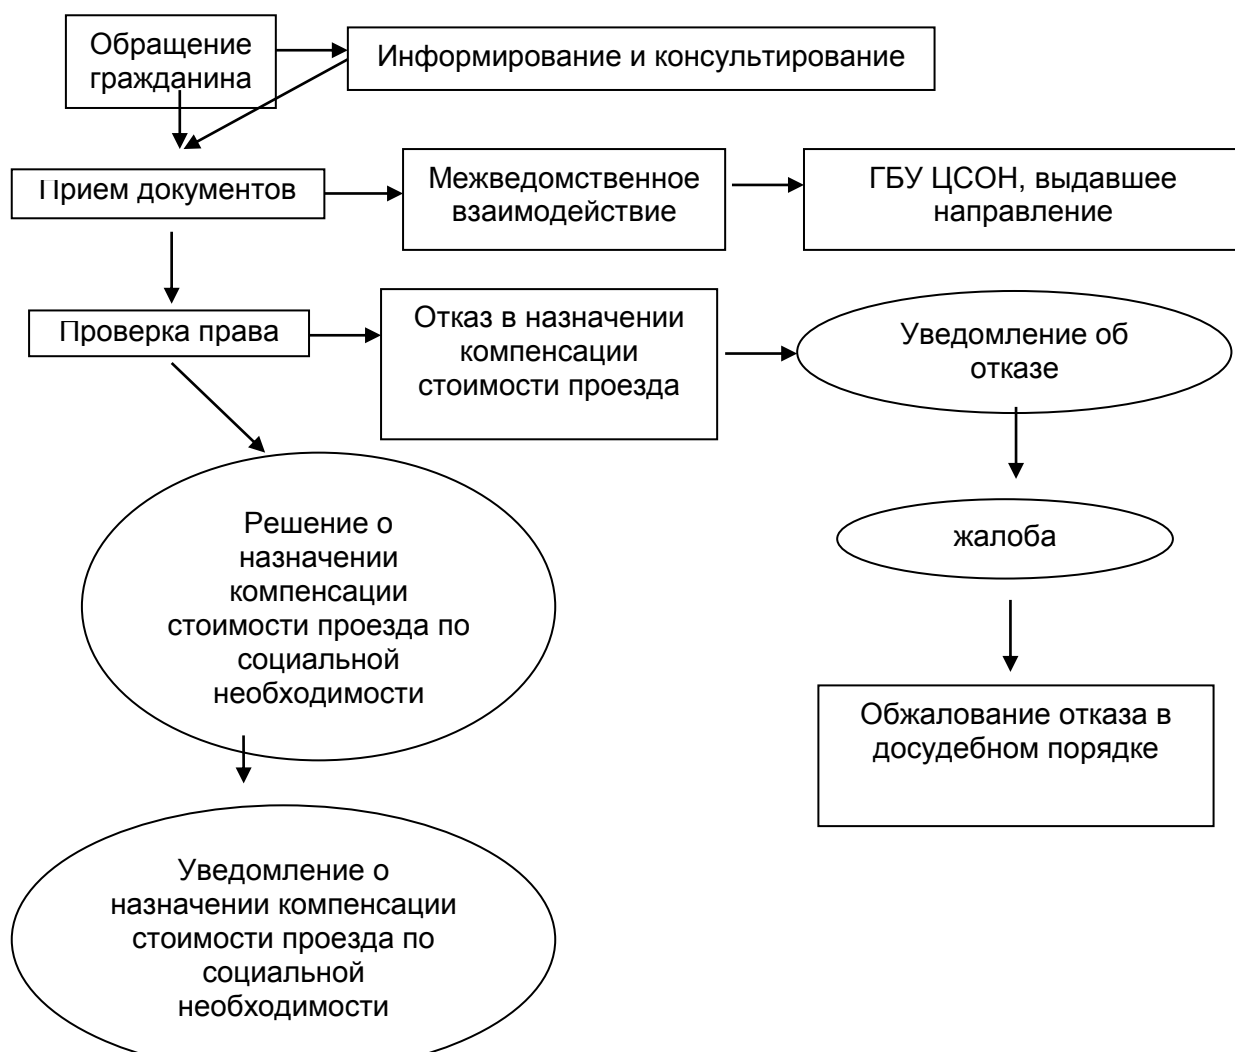 Обращение
гражданина
Информирование и консультирование
Прием документов
Межведомственное
взаимодействие
ГБУ ЦСОН, выдавшее
направление
Проверка права
Отказ в назначении
компенсации
стоимости проезда
Уведомление об
отказе
Решение о
назначении
компенсации
стоимости проезда по
социальной
необходимости
жалоба
Обжалование отказа в
досудебном порядке
Уведомление о
назначении компенсации
стоимости проезда по
социальной
необходимости